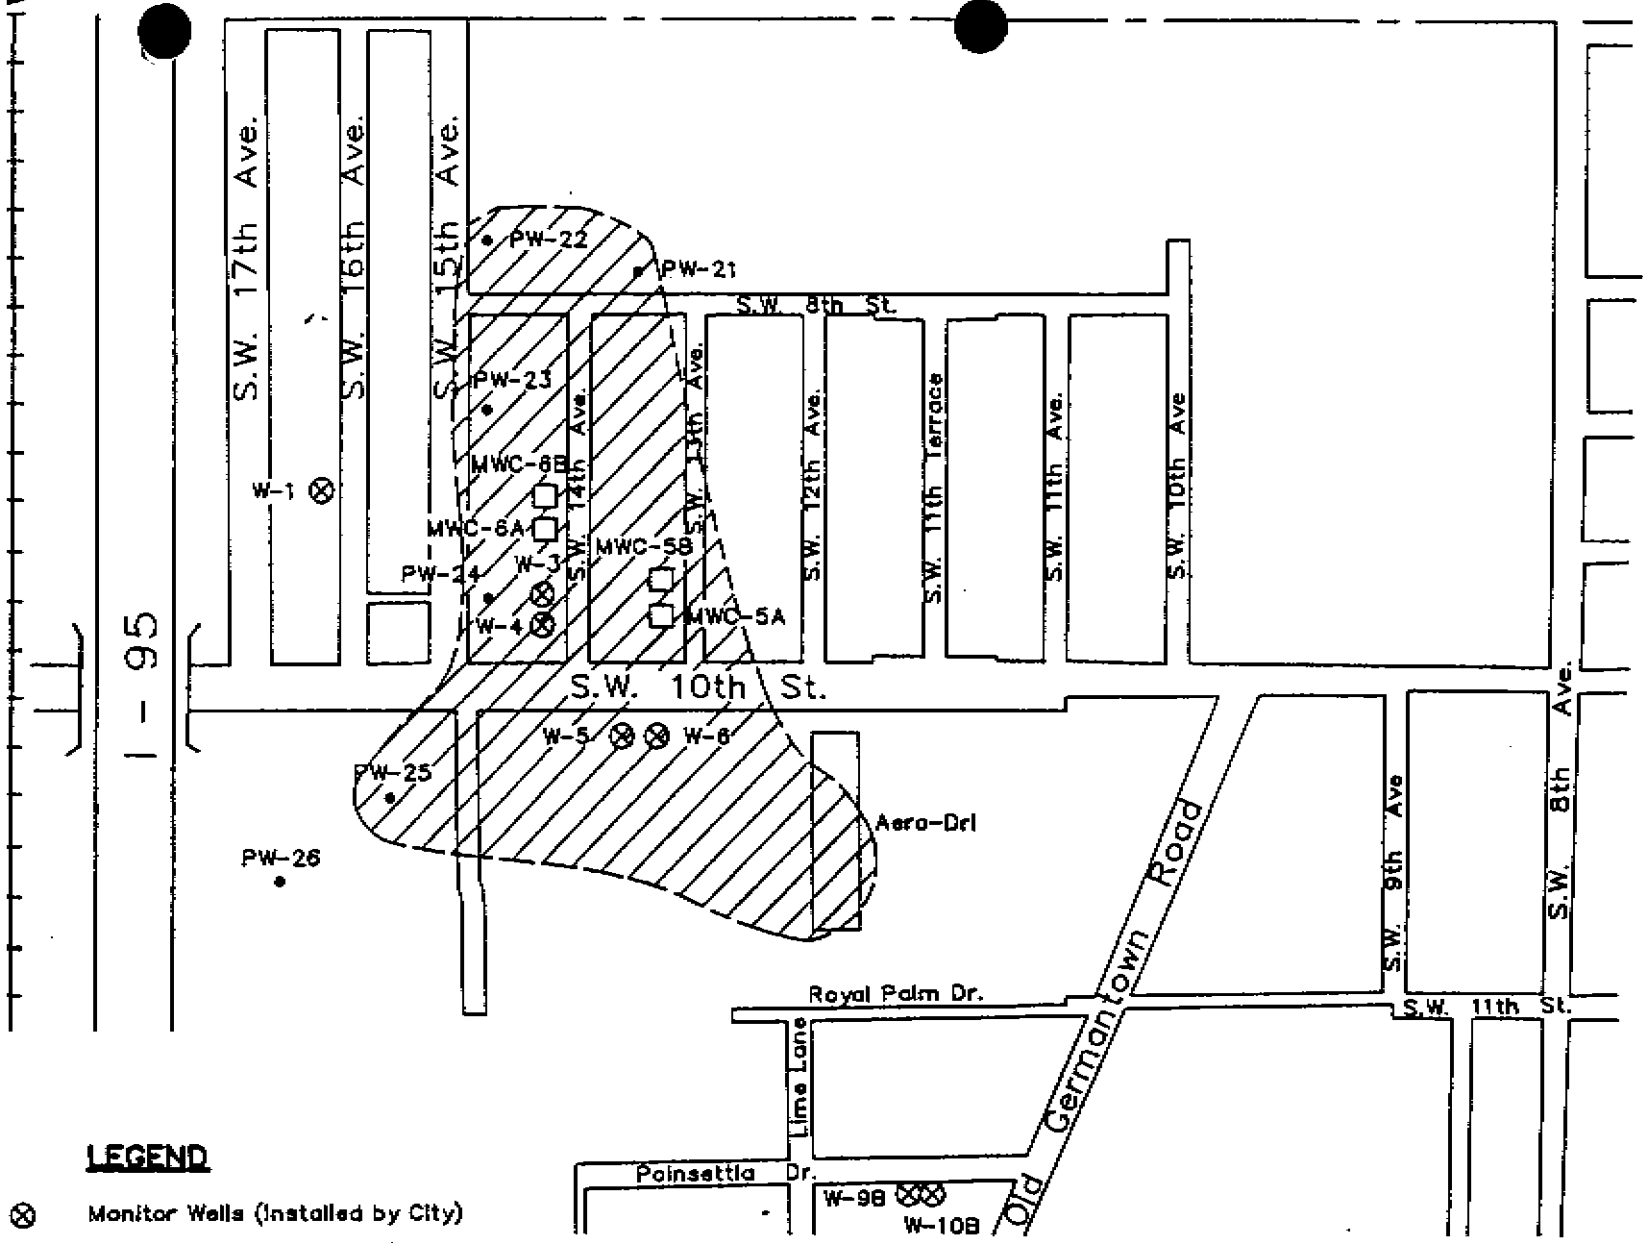 S.W. 17th Ave.
S.W. 16th Ave.
S.W. 15th Ave.
PW-22
PW-21
S.W. 8th St.
PW-23
S.W. 14th Ave.
S.W. 13th Ave.
S.W. 12th Ave.
S.W. 11th Terrace
S.W. 11th Ave.
S.W. 10th Ave
MWC-6B
W-1
MWC-6A
MWC-5B
W-3
PW-24
W-4
MWC-5A
I-95
S.W. 10th St.
W-5
W-6
PW-25
Aero-Dri
PW-26
S.W. 9th Ave
S.W. 8th Ave.
Old Germantown Road
Royal Palm Dr.
S.W. 11th St.
Lime Lane
Poinsettia Dr.
W-9B
W-10B
LEGEND
Monitor Wells (Installed by City)